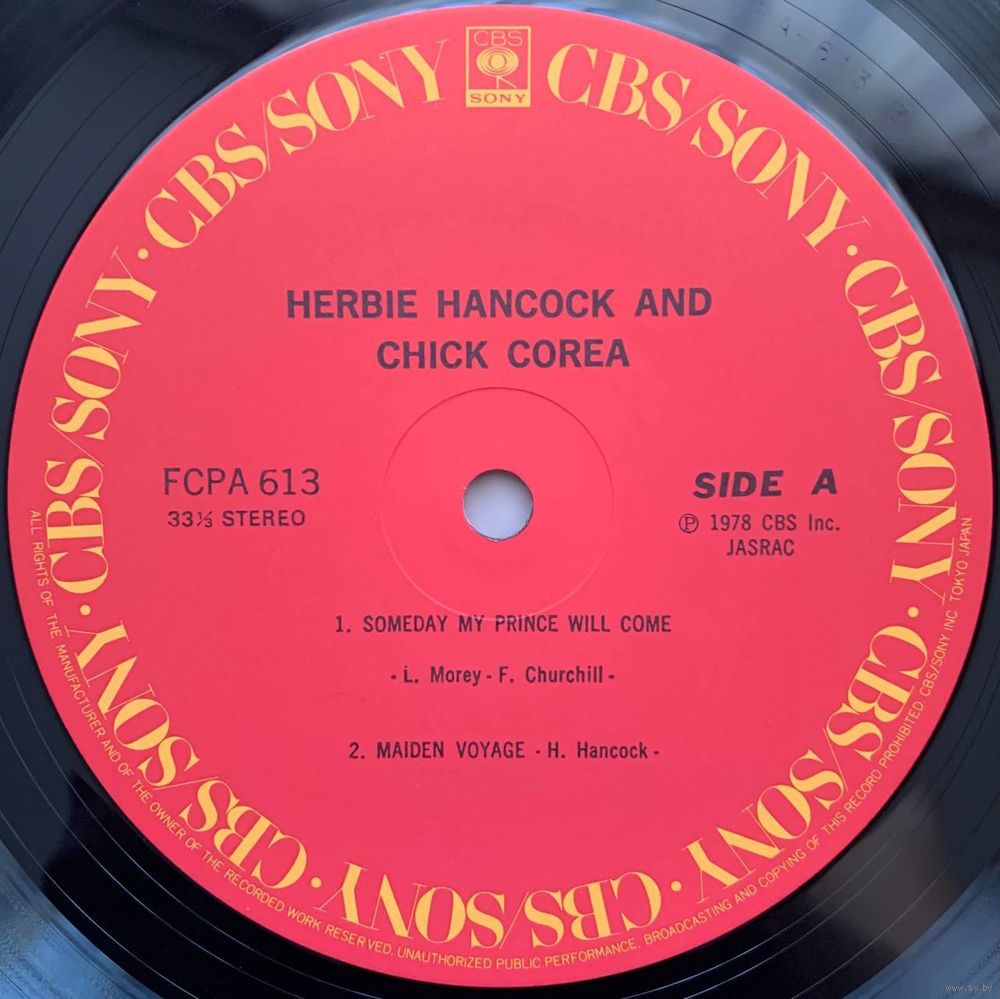 CBS
SONY
CBS/SONY · CBS/SONY · CBS/SONY · CBS/SONY · CBS/SONY · CBS/SONY · CBS/SONY · CBS/SONY
HERBIE HANCOCK AND
CHICK COREA
FCPA 613
33⅓ STEREO
SIDE A
Ⓟ 1978 CBS Inc.
JASRAC
1. SOMEDAY MY PRINCE WILL COME
- L. Morey - F. Churchill -
2. MAIDEN VOYAGE - H. Hancock -
ALL RIGHTS OF THE MANUFACTURER AND OF THE OWNER OF THE RECORDED WORK RESERVED. UNAUTHORIZED PUBLIC PERFORMANCE, BROADCASTING AND COPYING OF THIS RECORD PROHIBITED CBS/SONY INC TOKYO JAPAN
www.ay.by